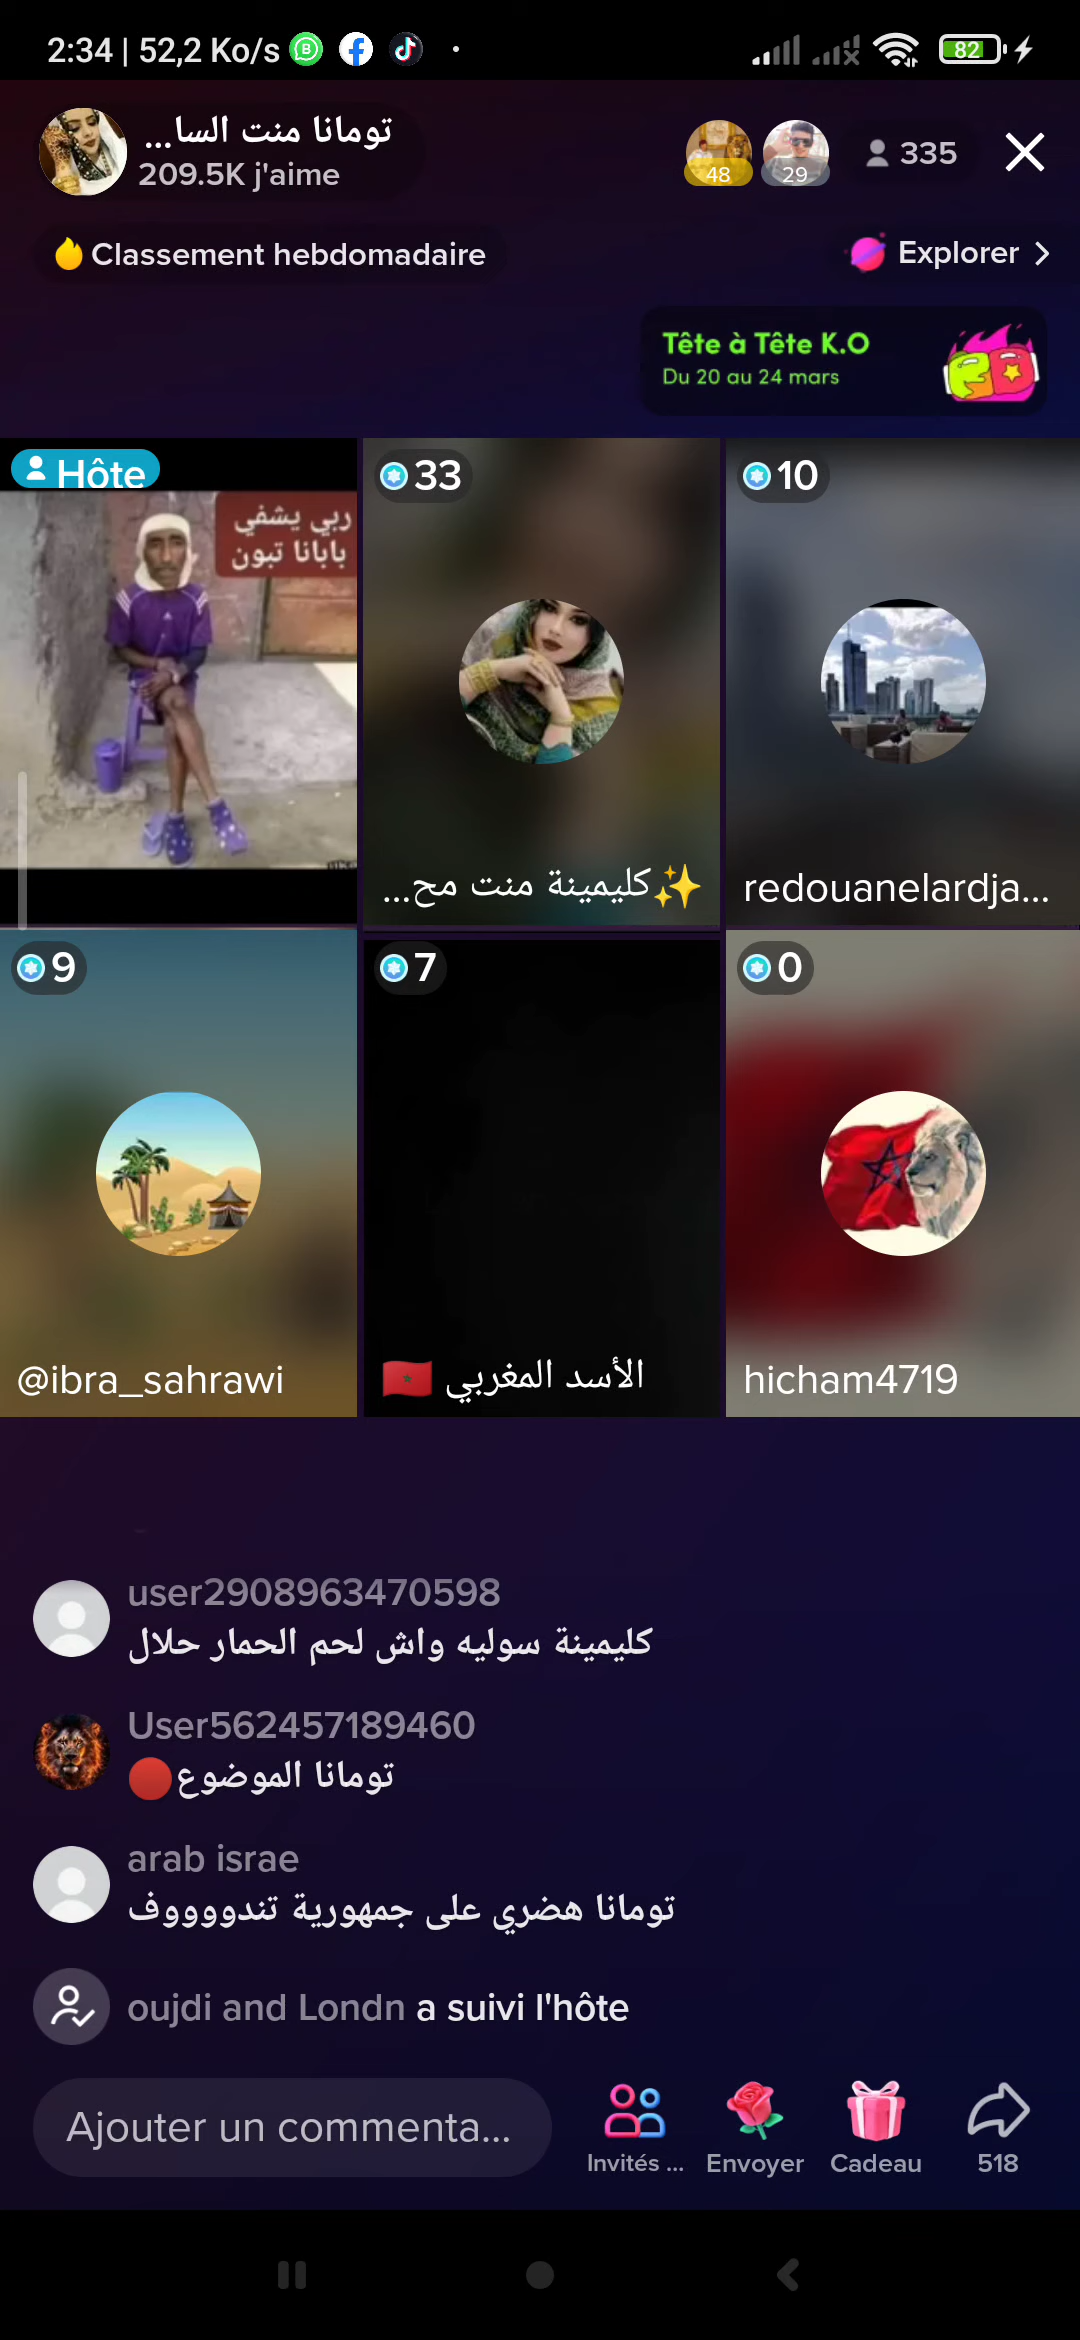 2:34 | 52,2 Ko/s
82
تومانا منت السا...
209.5K j'aime
48
29
335
Classement hebdomadaire
Explorer
Tête à Tête K.O
Du 20 au 24 mars
Hôte
ربي يشفي
بابانا تبون
33
كليمينة منت مح...
10
redouanelardja...
9
@ibra_sahrawi
7
الأسد المغربي
0
hicham4719
user2908963470598
كليمينة سوليه واش لحم الحمار حلال
User562457189460
تومانا الموضوع
arab israe
تومانا هضري على جمهورية تندووووف
oujdi and Londn a suivi l'hôte
Ajouter un commenta...
Invités ...
Envoyer
Cadeau
518